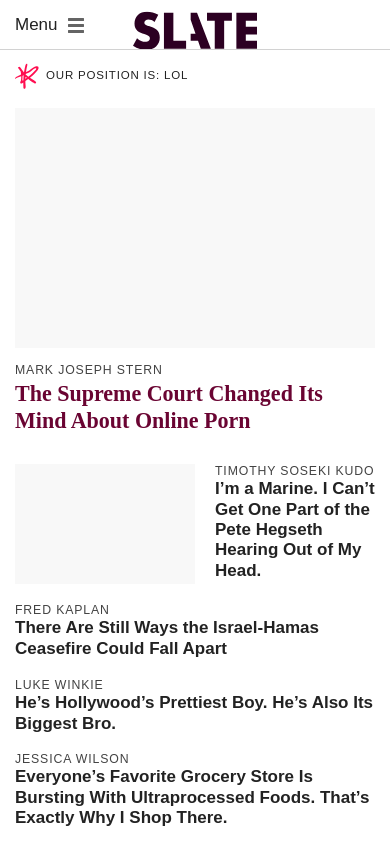 Menu
SLATE
OUR POSITION IS: LOL
MARK JOSEPH STERN
The Supreme Court Changed Its
Mind About Online Porn
TIMOTHY SOSEKI KUDO
I’m a Marine. I Can’t
Get One Part of the
Pete Hegseth
Hearing Out of My
Head.
FRED KAPLAN
There Are Still Ways the Israel-Hamas
Ceasefire Could Fall Apart
LUKE WINKIE
He’s Hollywood’s Prettiest Boy. He’s Also Its
Biggest Bro.
JESSICA WILSON
Everyone’s Favorite Grocery Store Is
Bursting With Ultraprocessed Foods. That’s
Exactly Why I Shop There.